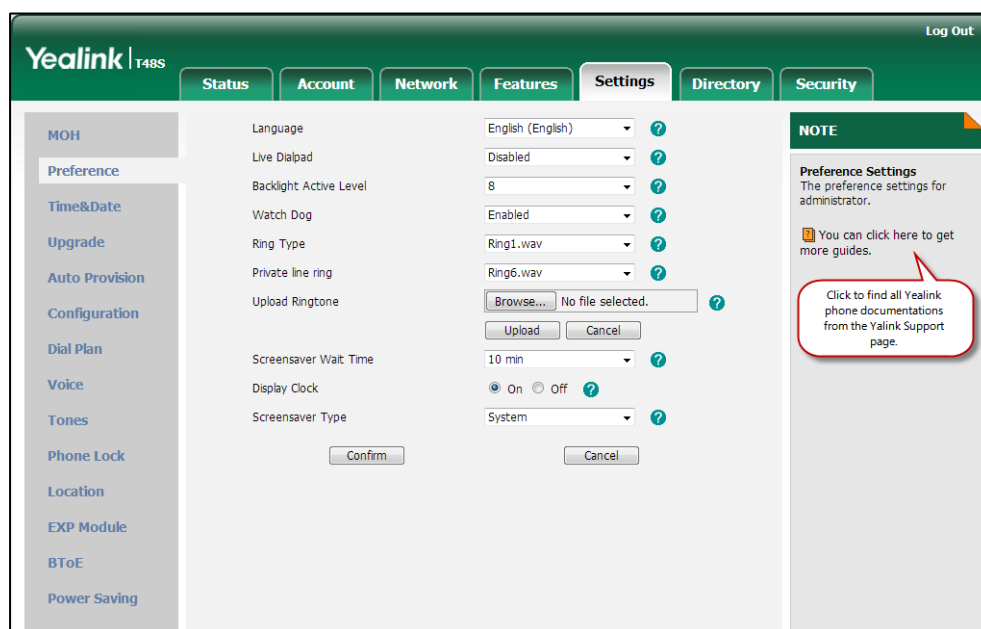 Log Out
Yealink | T48S
Status Account Network Features Settings Directory Security
MOH
Preference
Time&Date
Upgrade
Auto Provision
Configuration
Dial Plan
Voice
Tones
Phone Lock
Location
EXP Module
BToE
Power Saving
Language English (English) ?
Live Dialpad Disabled ?
Backlight Active Level 8 ?
Watch Dog Enabled ?
Ring Type Ring1.wav ?
Private line ring Ring6.wav ?
Upload Ringtone Browse... No file selected. ?
Upload Cancel
Screensaver Wait Time 10 min ?
Display Clock On Off ?
Screensaver Type System ?
Confirm Cancel
NOTE
Preference Settings
The preference settings for
administrator.
? You can click here to get
more guides.
Click to find all Yealink
phone documentations
from the Yalink Support
page.